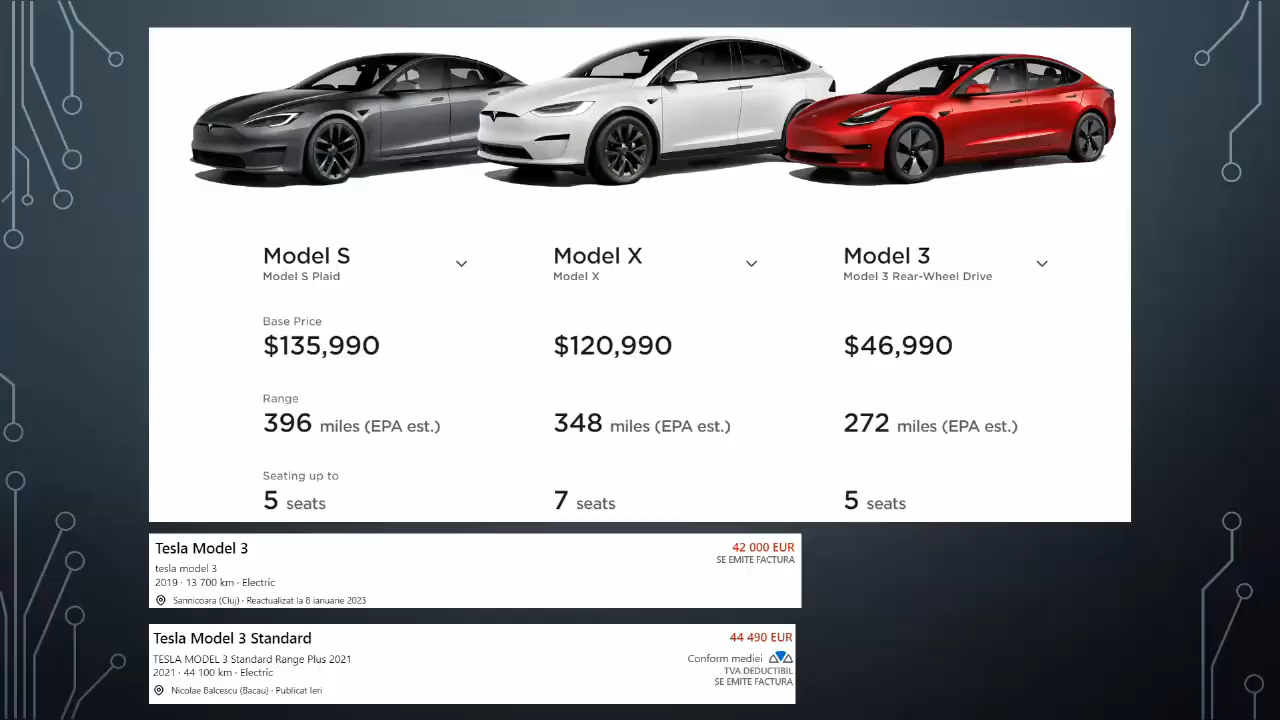 Model S
Model S Plaid
Model X
Model X
Model 3
Model 3 Rear-Wheel Drive
Base Price
$135,990
$120,990
$46,990
Range
396 miles (EPA est.)
348 miles (EPA est.)
272 miles (EPA est.)
Seating up to
5 seats
7 seats
5 seats
Tesla Model 3
42 000 EUR
SE EMITE FACTURA
tesla model 3
2019 · 13 700 km · Electric
Sannicoara (Cluj) · Reactualizat la 8 ianuarie 2023
Tesla Model 3 Standard
44 490 EUR
TESLA MODEL 3 Standard Range Plus 2021
Conform mediei
2021 · 44 100 km · Electric
TVA DEDUCTIBIL
SE EMITE FACTURA
Nicolae Balcescu (Bacau) · Publicat Ieri